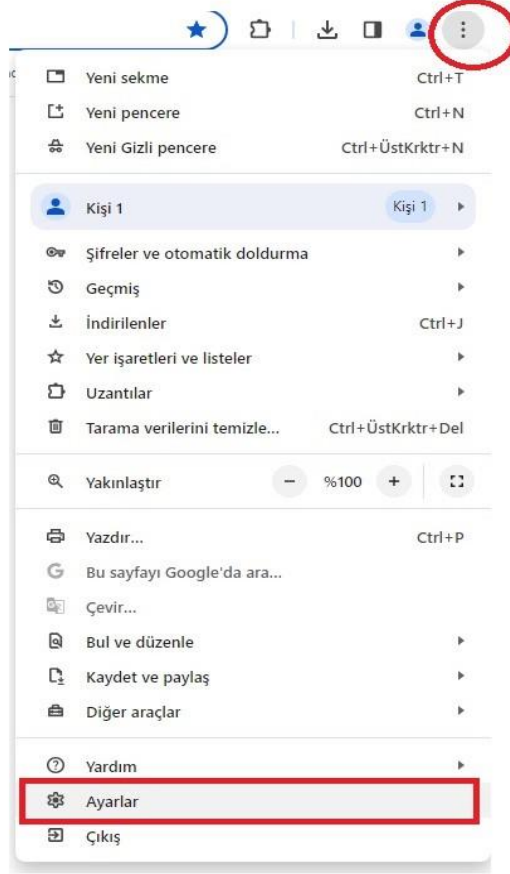 Yeni sekme Ctrl+T
Yeni pencere Ctrl+N
Yeni Gizli pencere Ctrl+ÜstKrktr+N
Kişi 1 Kişi 1
Şifreler ve otomatik doldurma
Geçmiş
İndirilenler Ctrl+J
Yer işaretleri ve listeler
Uzantılar
Tarama verilerini temizle... Ctrl+ÜstKrktr+Del
Yakınlaştır − %100 +
Yazdır... Ctrl+P
Bu sayfayı Google'da ara...
Çevir...
Bul ve düzenle
Kaydet ve paylaş
Diğer araçlar
Yardım
Ayarlar
Çıkış